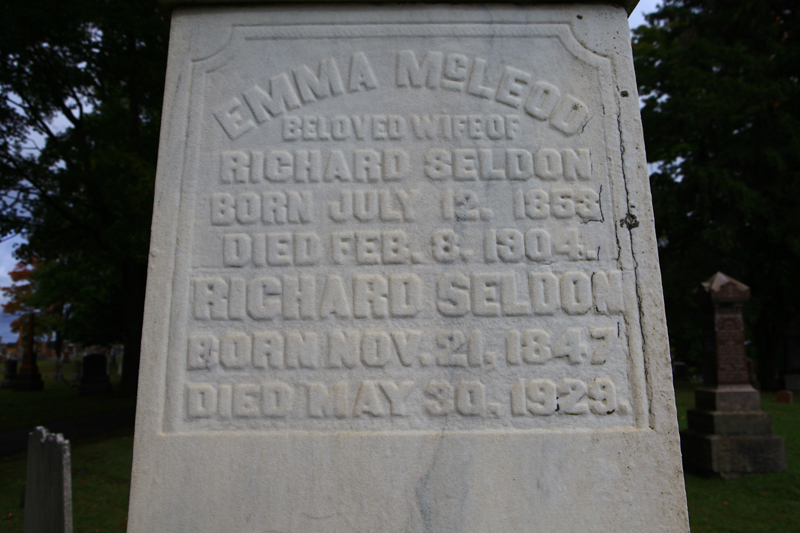 EMMA McLEOD
BELOVED WIFE OF
RICHARD SELDON
BORN JULY 12. 1853
DIED FEB. 8. 1904.
RICHARD SELDON
BORN NOV. 21, 1847
DIED MAY 30, 1929.